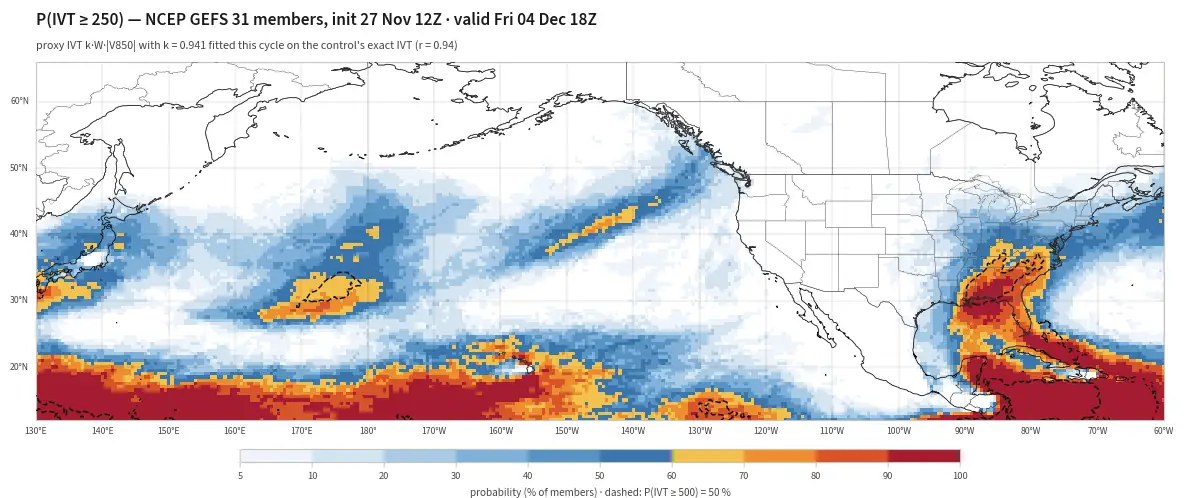 P(IVT ≥ 250) — NCEP GEFS 31 members, init 27 Nov 12Z · valid Fri 04 Dec 18Z
proxy IVT k·W·|V850| with k = 0.941 fitted this cycle on the control's exact IVT (r = 0.94)
60°N
50°N
40°N
30°N
20°N
130°E 140°E 150°E 160°E 170°E 180° 170°W 160°W 150°W 140°W 130°W 120°W 110°W 100°W 90°W 80°W 70°W 60°W
5 10 20 30 40 50 60 70 80 90 100
probability (% of members) · dashed: P(IVT ≥ 500) = 50 %